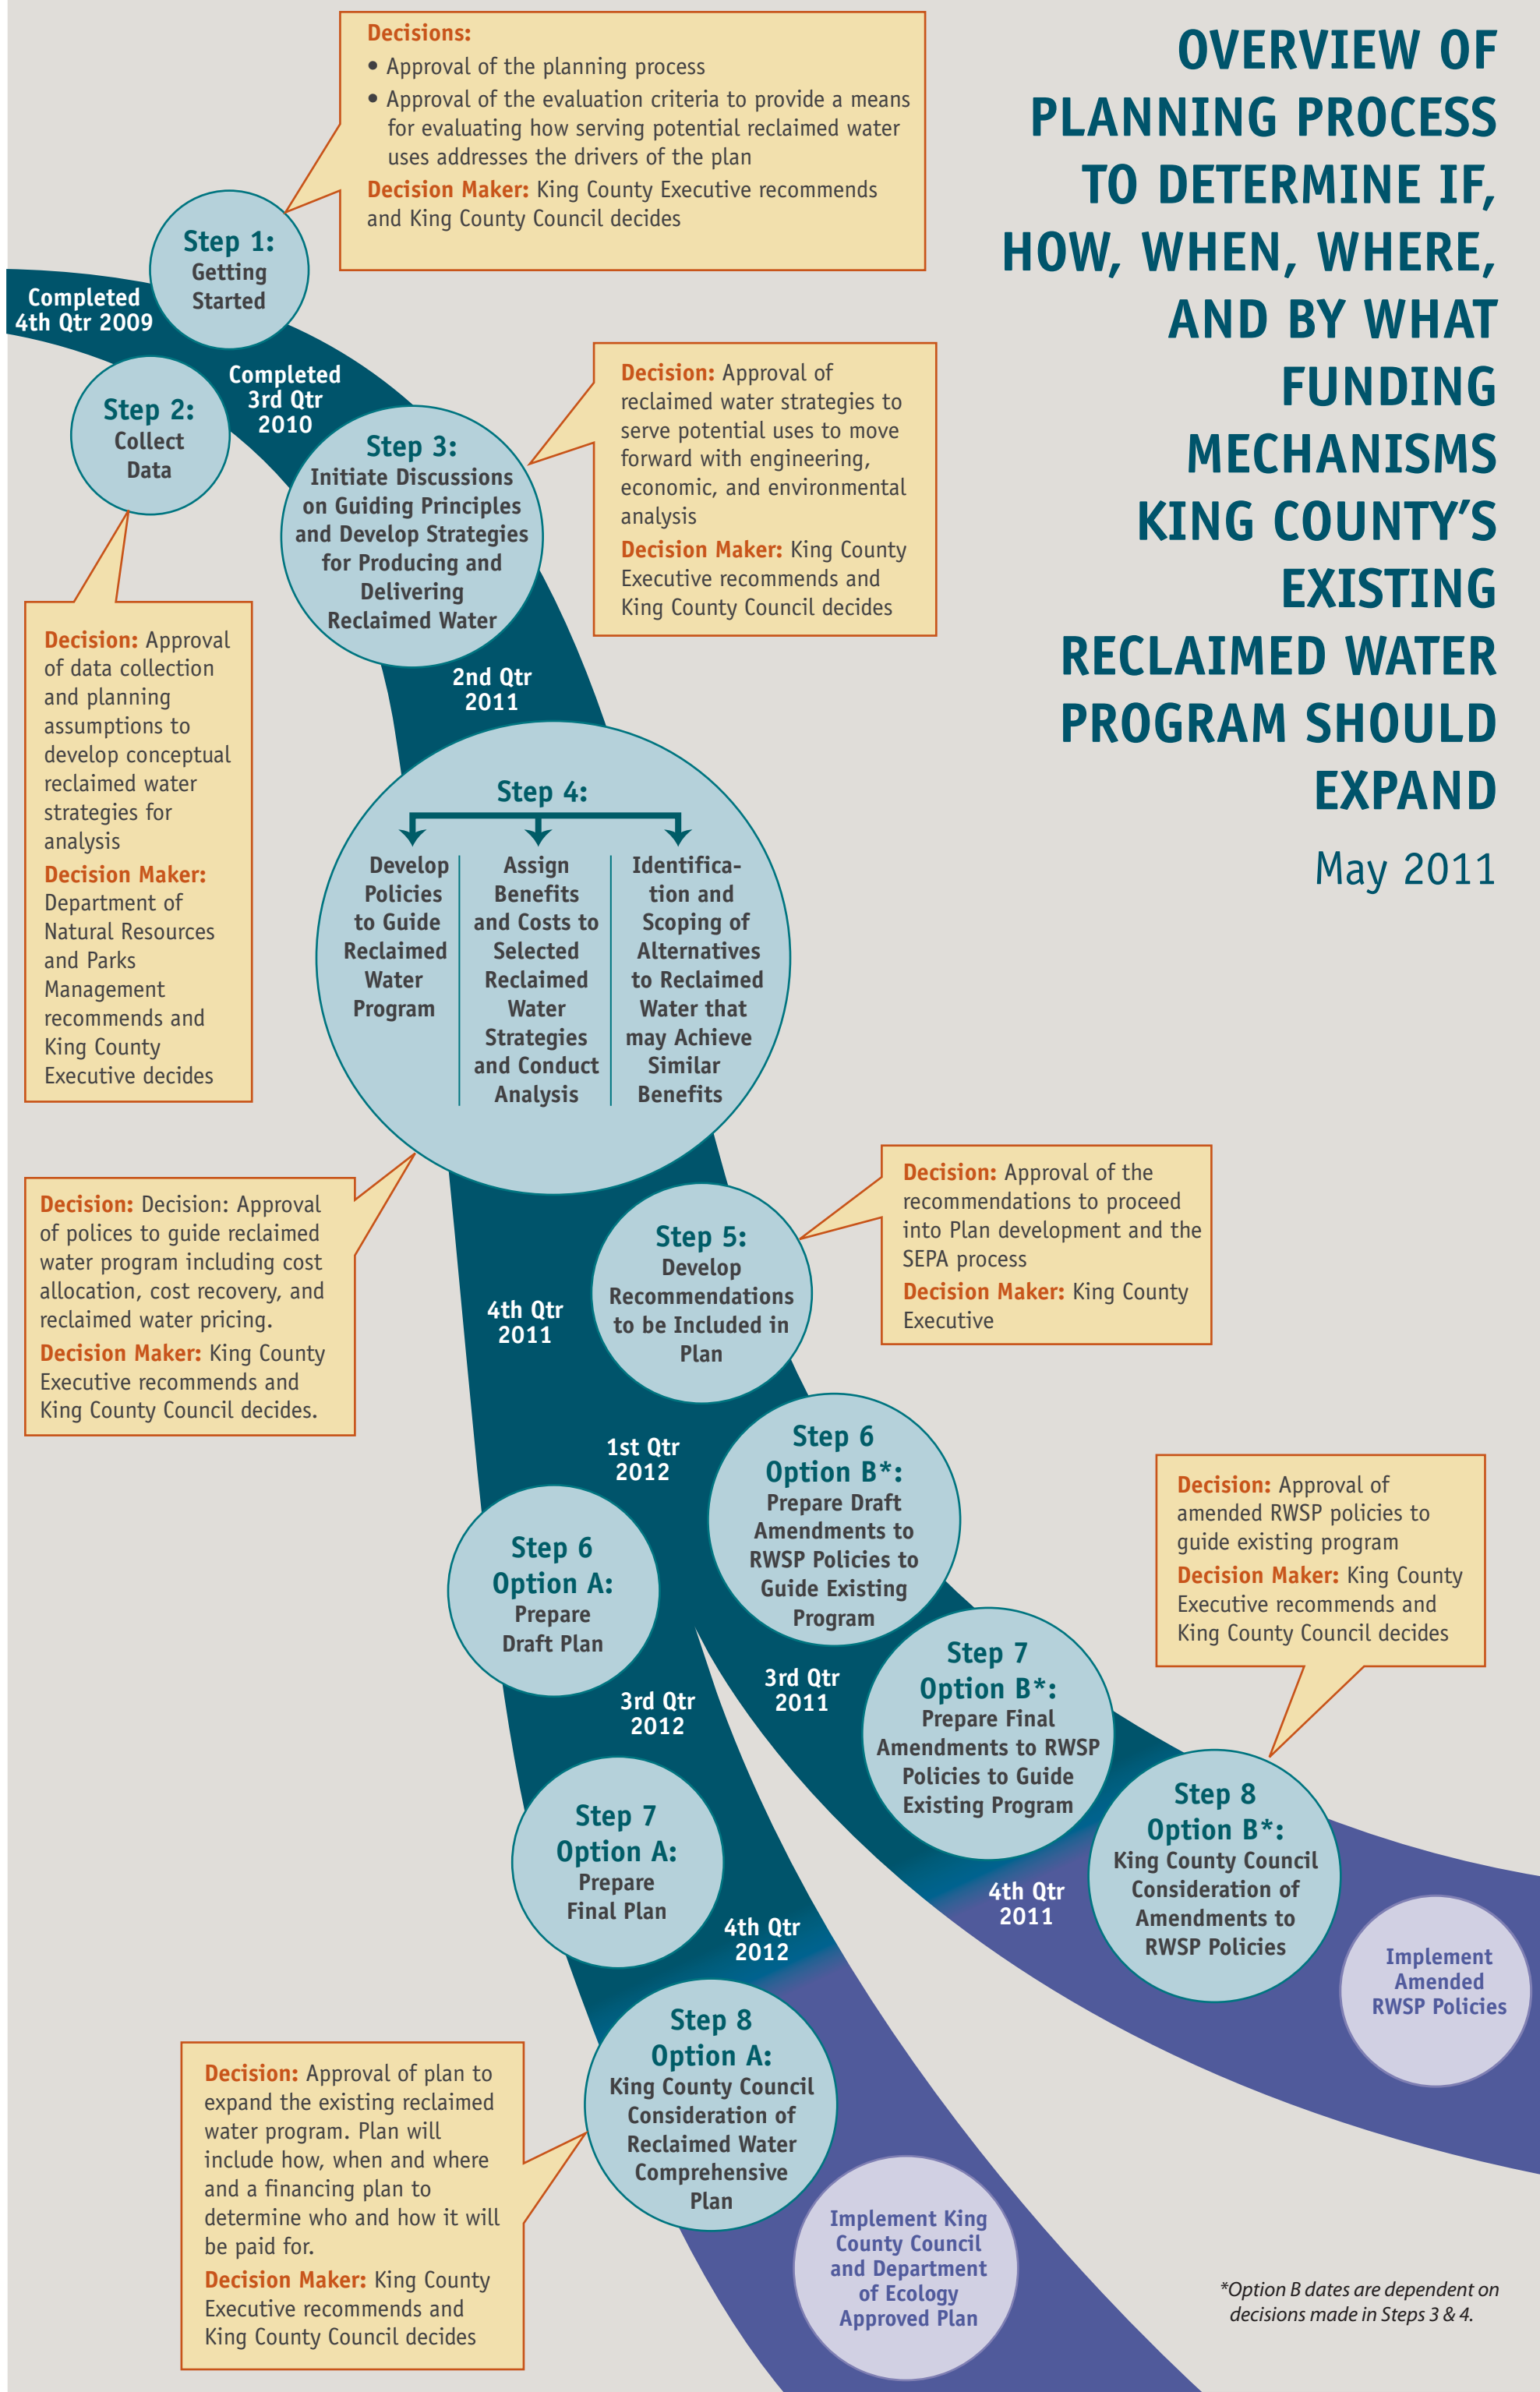 OVERVIEW OF
PLANNING PROCESS
TO DETERMINE IF,
HOW, WHEN, WHERE,
AND BY WHAT
FUNDING
MECHANISMS
KING COUNTY'S
EXISTING
RECLAIMED WATER
PROGRAM SHOULD
EXPAND
May 2011
Decisions:
• Approval of the planning process
• Approval of the evaluation criteria to provide a means
for evaluating how serving potential reclaimed water
uses addresses the drivers of the plan
Decision Maker: King County Executive recommends
and King County Council decides
Step 1:
Getting
Started
Completed
4th Qtr 2009
Step 2:
Collect
Data
Completed
3rd Qtr
2010
Decision: Approval
of data collection
and planning
assumptions to
develop conceptual
reclaimed water
strategies for
analysis
Decision Maker:
Department of
Natural Resources
and Parks
Management
recommends and
King County
Executive decides
Step 3:
Initiate Discussions
on Guiding Principles
and Develop Strategies
for Producing and
Delivering
Reclaimed Water
Decision: Approval of
reclaimed water strategies to
serve potential uses to move
forward with engineering,
economic, and environmental
analysis
Decision Maker: King County
Executive recommends and
King County Council decides
2nd Qtr
2011
Step 4:
Develop
Policies
to Guide
Reclaimed
Water
Program
Assign
Benefits
and Costs to
Selected
Reclaimed
Water
Strategies
and Conduct
Analysis
Identifica-
tion and
Scoping of
Alternatives
to Reclaimed
Water that
may Achieve
Similar
Benefits
Decision: Decision: Approval
of polices to guide reclaimed
water program including cost
allocation, cost recovery, and
reclaimed water pricing.
Decision Maker: King County
Executive recommends and
King County Council decides.
4th Qtr
2011
Step 5:
Develop
Recommendations
to be Included in
Plan
Decision: Approval of the
recommendations to proceed
into Plan development and the
SEPA process
Decision Maker: King County
Executive
1st Qtr
2012
Step 6
Option A:
Prepare
Draft Plan
Step 6
Option B*:
Prepare Draft
Amendments to
RWSP Policies to
Guide Existing
Program
3rd Qtr
2012
3rd Qtr
2011
Step 7
Option A:
Prepare
Final Plan
Step 7
Option B*:
Prepare Final
Amendments to RWSP
Policies to Guide
Existing Program
4th Qtr
2012
4th Qtr
2011
Step 8
Option B*:
King County Council
Consideration of
Amendments to
RWSP Policies
Decision: Approval of
amended RWSP policies to
guide existing program
Decision Maker: King County
Executive recommends and
King County Council decides
Implement
Amended
RWSP Policies
Step 8
Option A:
King County Council
Consideration of
Reclaimed Water
Comprehensive
Plan
Decision: Approval of plan to
expand the existing reclaimed
water program. Plan will
include how, when and where
and a financing plan to
determine who and how it will
be paid for.
Decision Maker: King County
Executive recommends and
King County Council decides
Implement King
County Council
and Department
of Ecology
Approved Plan
*Option B dates are dependent on
decisions made in Steps 3 & 4.